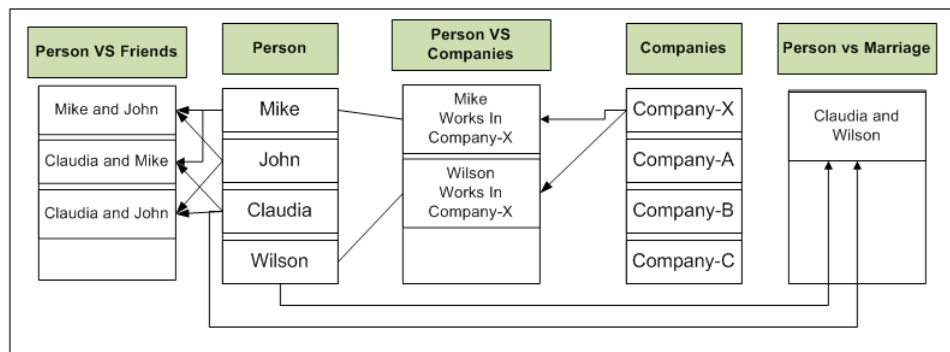 Person VS Friends
Person
Person VS
Companies
Companies
Person vs Marriage
Mike and John
Claudia and Mike
Claudia and John
Mike
John
Claudia
Wilson
Mike
Works In
Company-X
Wilson
Works In
Company-X
Company-X
Company-A
Company-B
Company-C
Claudia and
Wilson